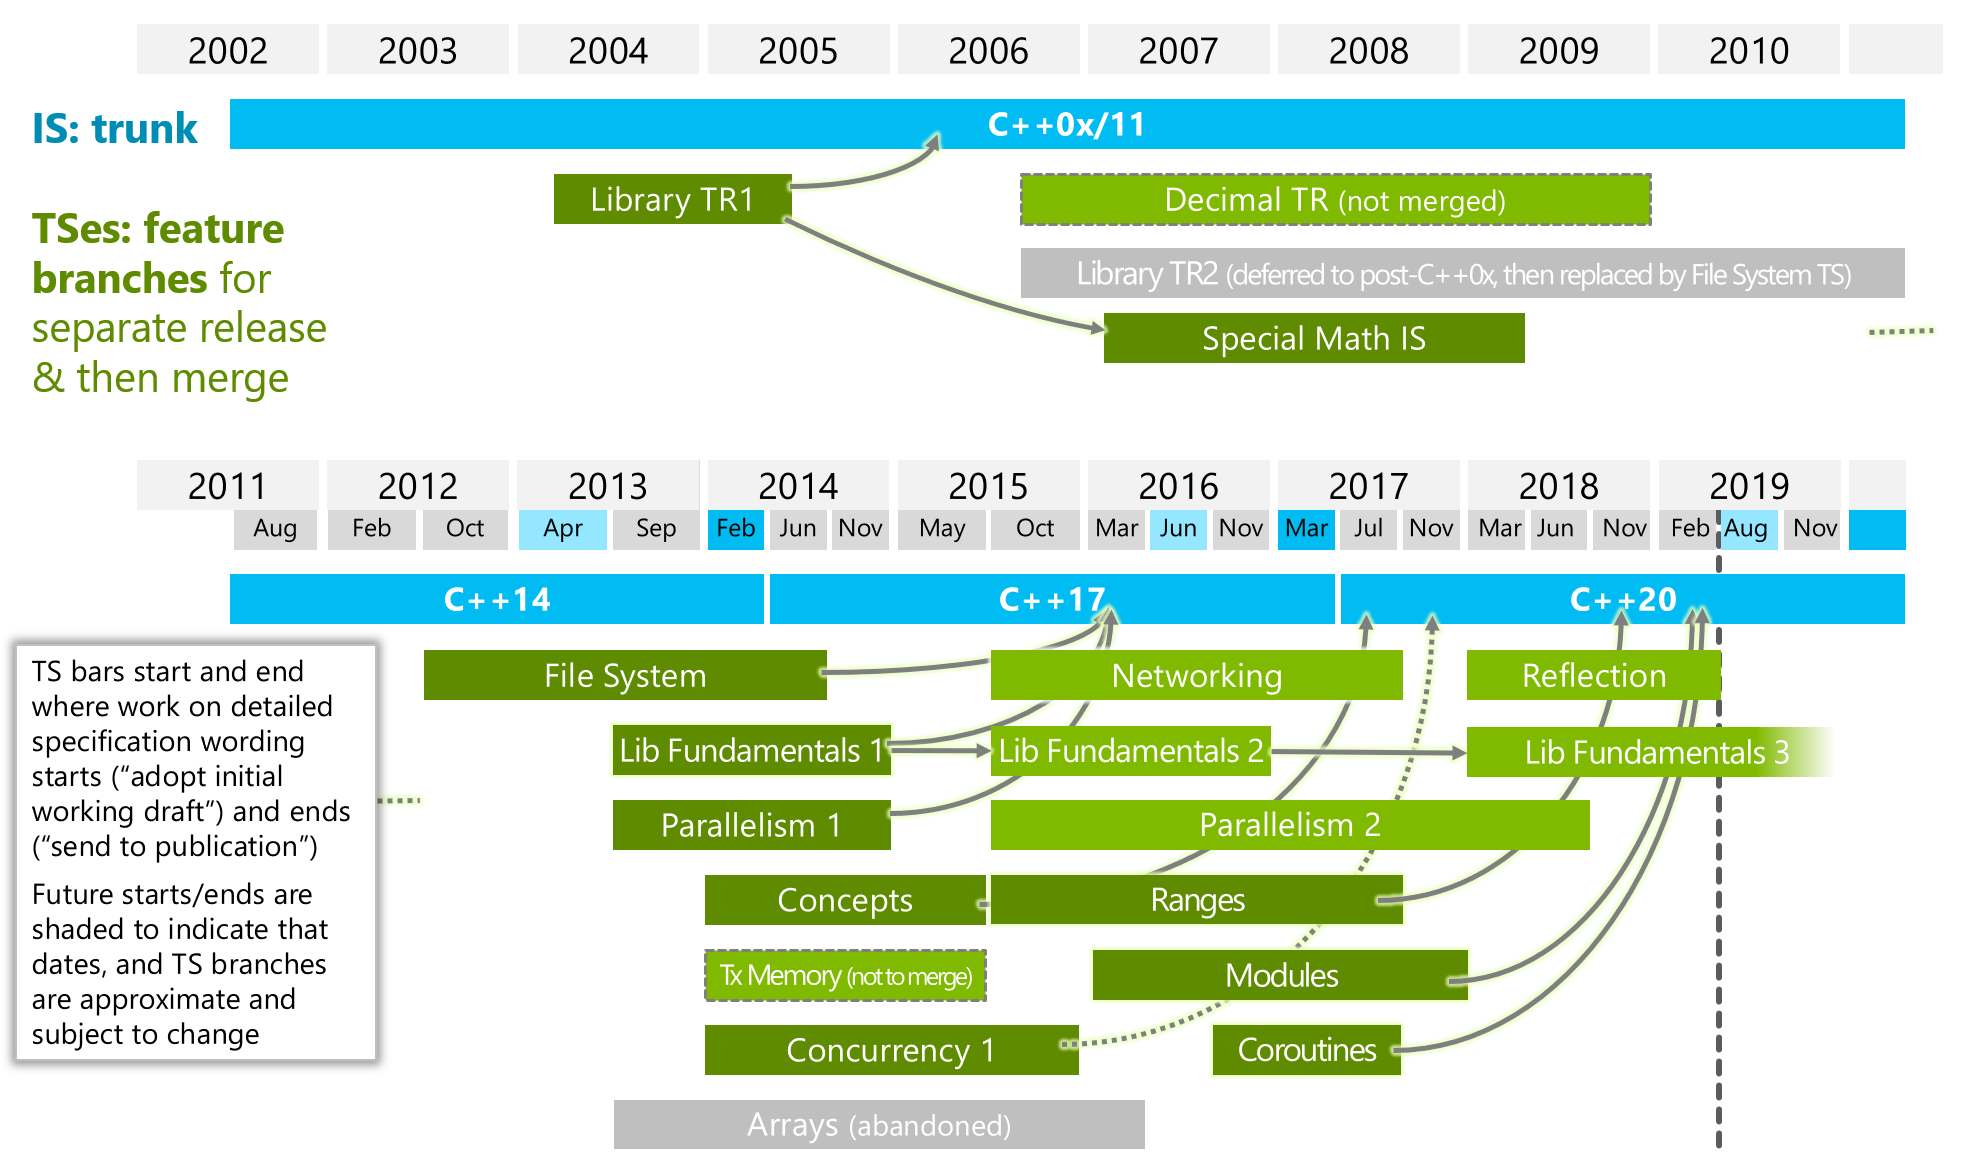 2002 2003 2004 2005 2006 2007 2008 2009 2010
IS: trunk
C++0x/11
Library TR1
Decimal TR (not merged)
TSes: feature
branches for
separate release
& then merge
Library TR2 (deferred to post-C++0x, then replaced by File System TS)
Special Math IS
2011 2012 2013 2014 2015 2016 2017 2018 2019
Aug Feb Oct Apr Sep Feb Jun Nov May Oct Mar Jun Nov Mar Jul Nov Mar Jun Nov Feb Aug Nov
C++14 C++17 C++20
TS bars start and end
where work on detailed
specification wording
starts (“adopt initial
working draft”) and ends
(“send to publication”)
Future starts/ends are
shaded to indicate that
dates, and TS branches
are approximate and
subject to change
File System Networking Reflection
Lib Fundamentals 1 Lib Fundamentals 2 Lib Fundamentals 3
Parallelism 1 Parallelism 2
Concepts Ranges
Tx Memory (not to merge) Modules
Concurrency 1 Coroutines
Arrays (abandoned)